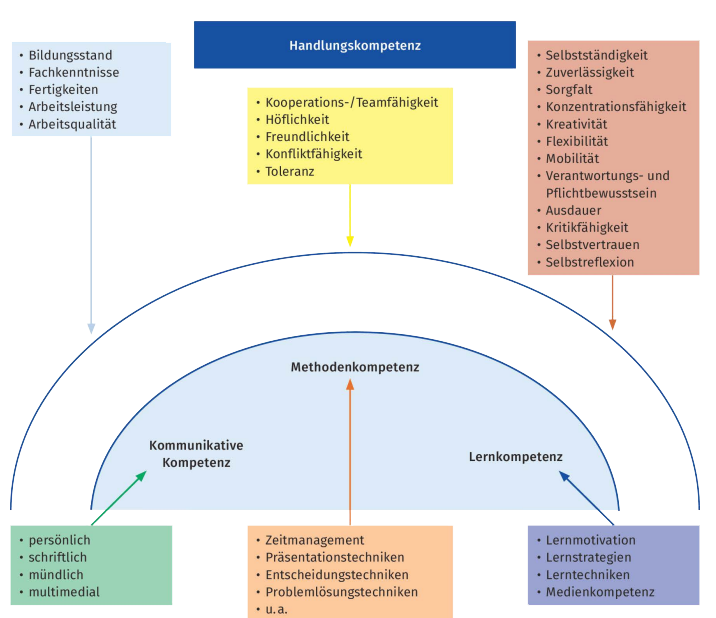 Handlungskompetenz
• Bildungsstand
• Fachkenntnisse
• Fertigkeiten
• Arbeitsleistung
• Arbeitsqualität
• Kooperations-/Teamfähigkeit
• Höflichkeit
• Freundlichkeit
• Konfliktfähigkeit
• Toleranz
• Selbstständigkeit
• Zuverlässigkeit
• Sorgfalt
• Konzentrationsfähigkeit
• Kreativität
• Flexibilität
• Mobilität
• Verantwortungs- und
Pflichtbewusstsein
• Ausdauer
• Kritikfähigkeit
• Selbstvertrauen
• Selbstreflexion
Methodenkompetenz
Kommunikative
Kompetenz
Lernkompetenz
• persönlich
• schriftlich
• mündlich
• multimedial
• Zeitmanagement
• Präsentationstechniken
• Entscheidungstechniken
• Problemlösungstechniken
• u. a.
• Lernmotivation
• Lernstrategien
• Lerntechniken
• Medienkompetenz